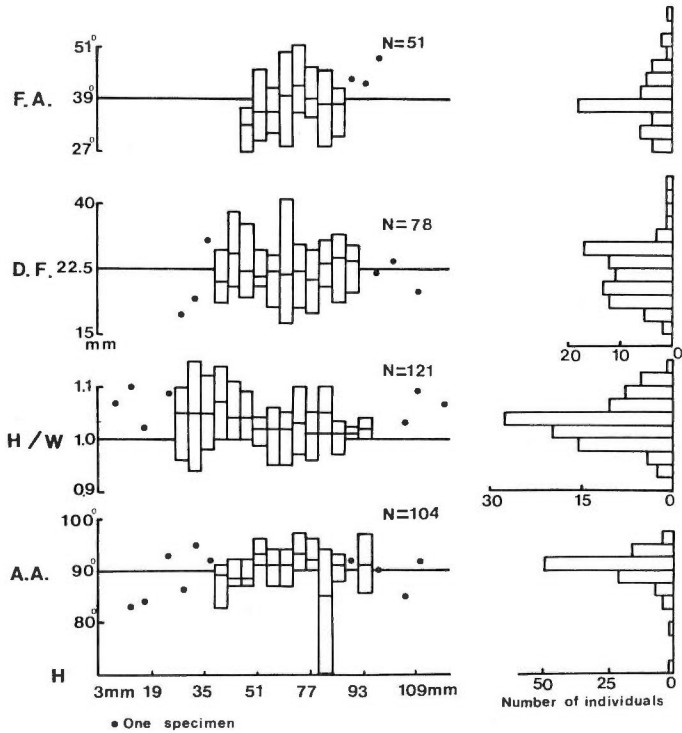 51°
N=51
F.A. 39°
27°
40
N=78
D.F. 22.5
15
mm
20 10 0
N=121
1.1
H/W 1.0
0.9
30 15 0
N=104
100°
A.A. 90°
80°
H
3mm 19 35 51 77 93 109mm
50 25 0
Number of individuals
• One specimen